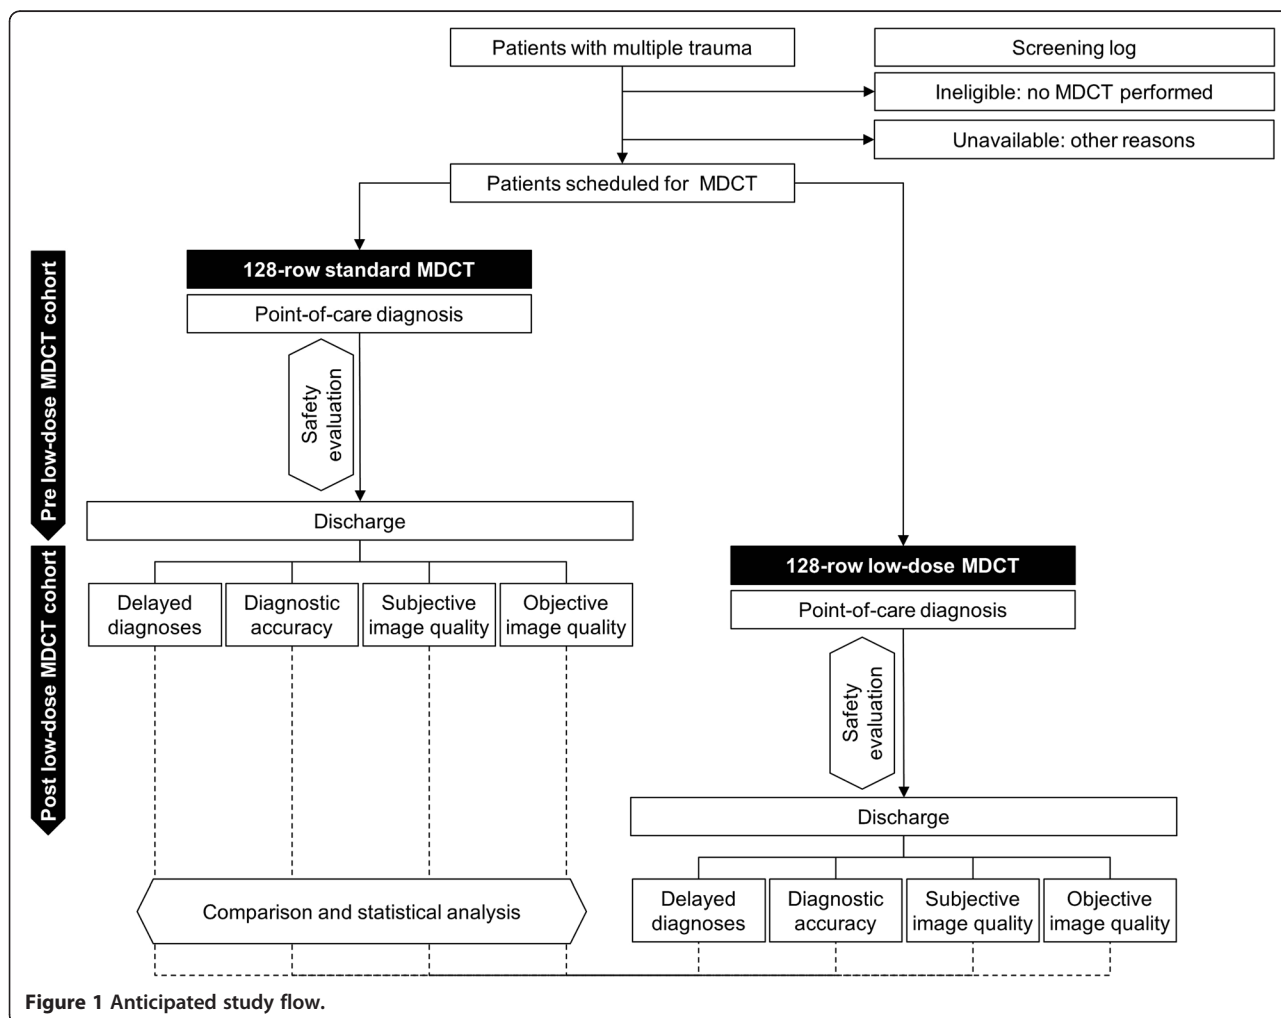 Patients with multiple trauma
Screening log
Ineligible: no MDCT performed
Unavailable: other reasons
Patients scheduled for MDCT
Pre low-dose MDCT cohort
128-row standard MDCT
Point-of-care diagnosis
Safety
evaluation
Discharge
Delayed
diagnoses
Diagnostic
accuracy
Subjective
image quality
Objective
image quality
Post low-dose MDCT cohort
128-row low-dose MDCT
Point-of-care diagnosis
Safety
evaluation
Discharge
Delayed
diagnoses
Diagnostic
accuracy
Subjective
image quality
Objective
image quality
Comparison and statistical analysis
Figure 1 Anticipated study flow.